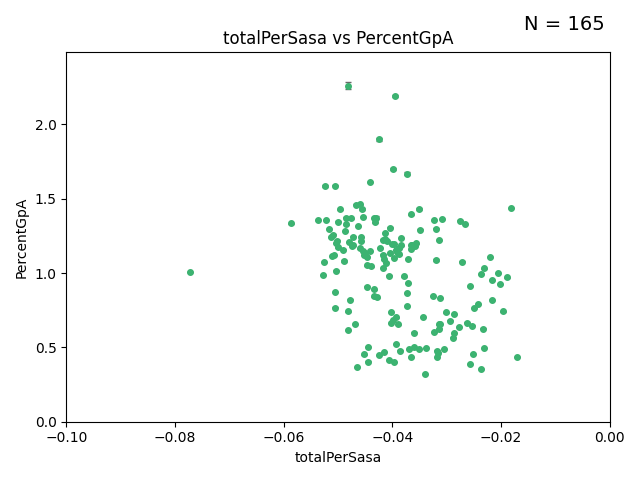 N = 165
totalPerSasa vs PercentGpA
PercentGpA
2.0
1.5
1.0
0.5
0.0
−0.10 −0.08 −0.06 −0.04 −0.02 0.00
totalPerSasa